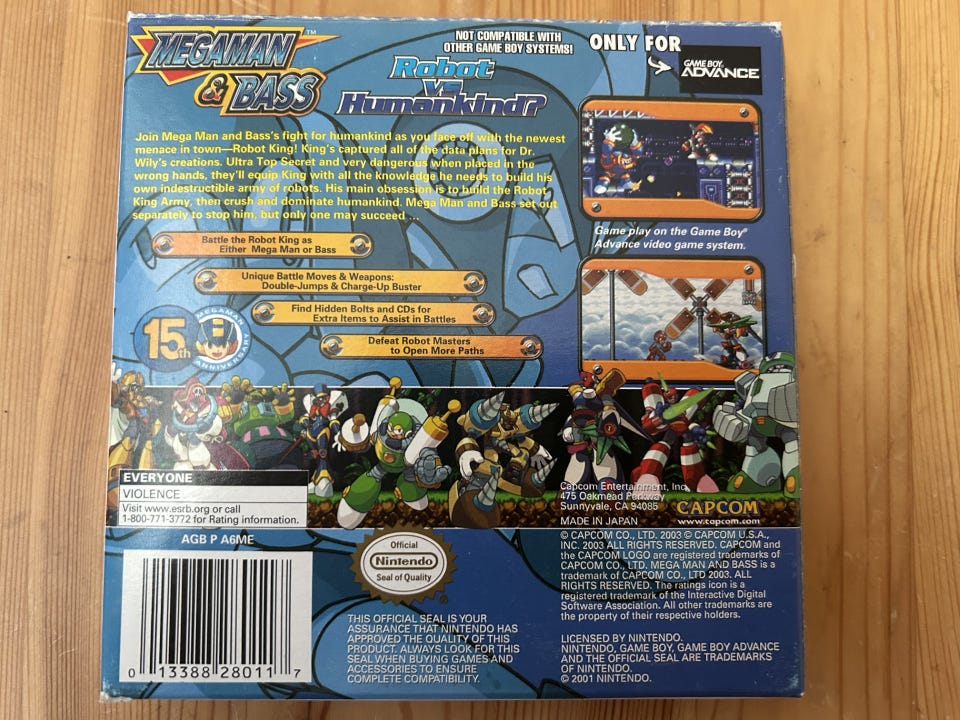 MEGAMAN™
& BASS
NOT COMPATIBLE WITH
OTHER GAME BOY SYSTEMS!
ONLY FOR
GAME BOY
ADVANCE
Robot
vs
Humankind?
Join Mega Man and Bass's fight for humankind as you face off with the newest
menace in town—Robot King! King's captured all of the data plans for Dr.
Wily's creations. Ultra Top Secret and very dangerous when placed in the
wrong hands, they'll equip King with all the knowledge he needs to build his
own indestructible army of robots. His main obsession is to build the Robot
King Army, then crush and dominate humankind. Mega Man and Bass set out
separately to stop him, but only one may succeed ...
Game play on the Game Boy®
Advance video game system.
Battle the Robot King as
Either Mega Man or Bass
Unique Battle Moves & Weapons:
Double-Jumps & Charge-Up Buster
Find Hidden Bolts and CDs for
Extra Items to Assist in Battles
Defeat Robot Masters
to Open More Paths
15th
MEGAMAN
ANNIVERSARY
EVERYONE
VIOLENCE
Visit www.esrb.org or call
1-800-771-3772 for Rating information.
Capcom Entertainment, Inc.
475 Oakmead Parkway
Sunnyvale, CA 94085
MADE IN JAPAN
CAPCOM
www.capcom.com
AGB P A6ME
0 13388 28011 7
Official
Nintendo
Seal of Quality
THIS OFFICIAL SEAL IS YOUR
ASSURANCE THAT NINTENDO HAS
APPROVED THE QUALITY OF THIS
PRODUCT. ALWAYS LOOK FOR THIS
SEAL WHEN BUYING GAMES AND
ACCESSORIES TO ENSURE
COMPLETE COMPATIBILITY.
© CAPCOM CO., LTD. 2003 © CAPCOM U.S.A.,
INC. 2003 ALL RIGHTS RESERVED. CAPCOM and
the CAPCOM LOGO are registered trademarks of
CAPCOM CO., LTD. MEGA MAN AND BASS is a
trademark of CAPCOM CO., LTD 2003. ALL
RIGHTS RESERVED. The ratings icon is a
registered trademark of the Interactive Digital
Software Association. All other trademarks are
the property of their respective holders.
LICENSED BY NINTENDO.
NINTENDO, GAME BOY, GAME BOY ADVANCE
AND THE OFFICIAL SEAL ARE TRADEMARKS
OF NINTENDO.
© 2001 NINTENDO.